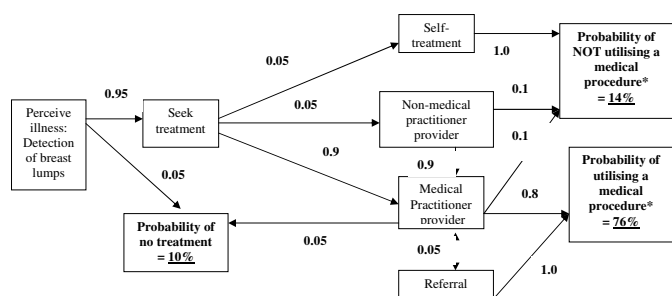 Self-
treatment
Probability of
NOT utilising a
medical
procedure*
= 14%
0.05
1.0
0.95
0.1
Perceive
illness:
Detection
of breast
lumps
Seek
treatment
0.05
Non-medical
practitioner
provider
0.1
0.9
0.9
0.05
Medical
Practitioner
provider
0.8
Probability of
utilising a
medical
procedure*
= 76%
Probability of
no treatment
= 10%
0.05
0.05
1.0
Referral